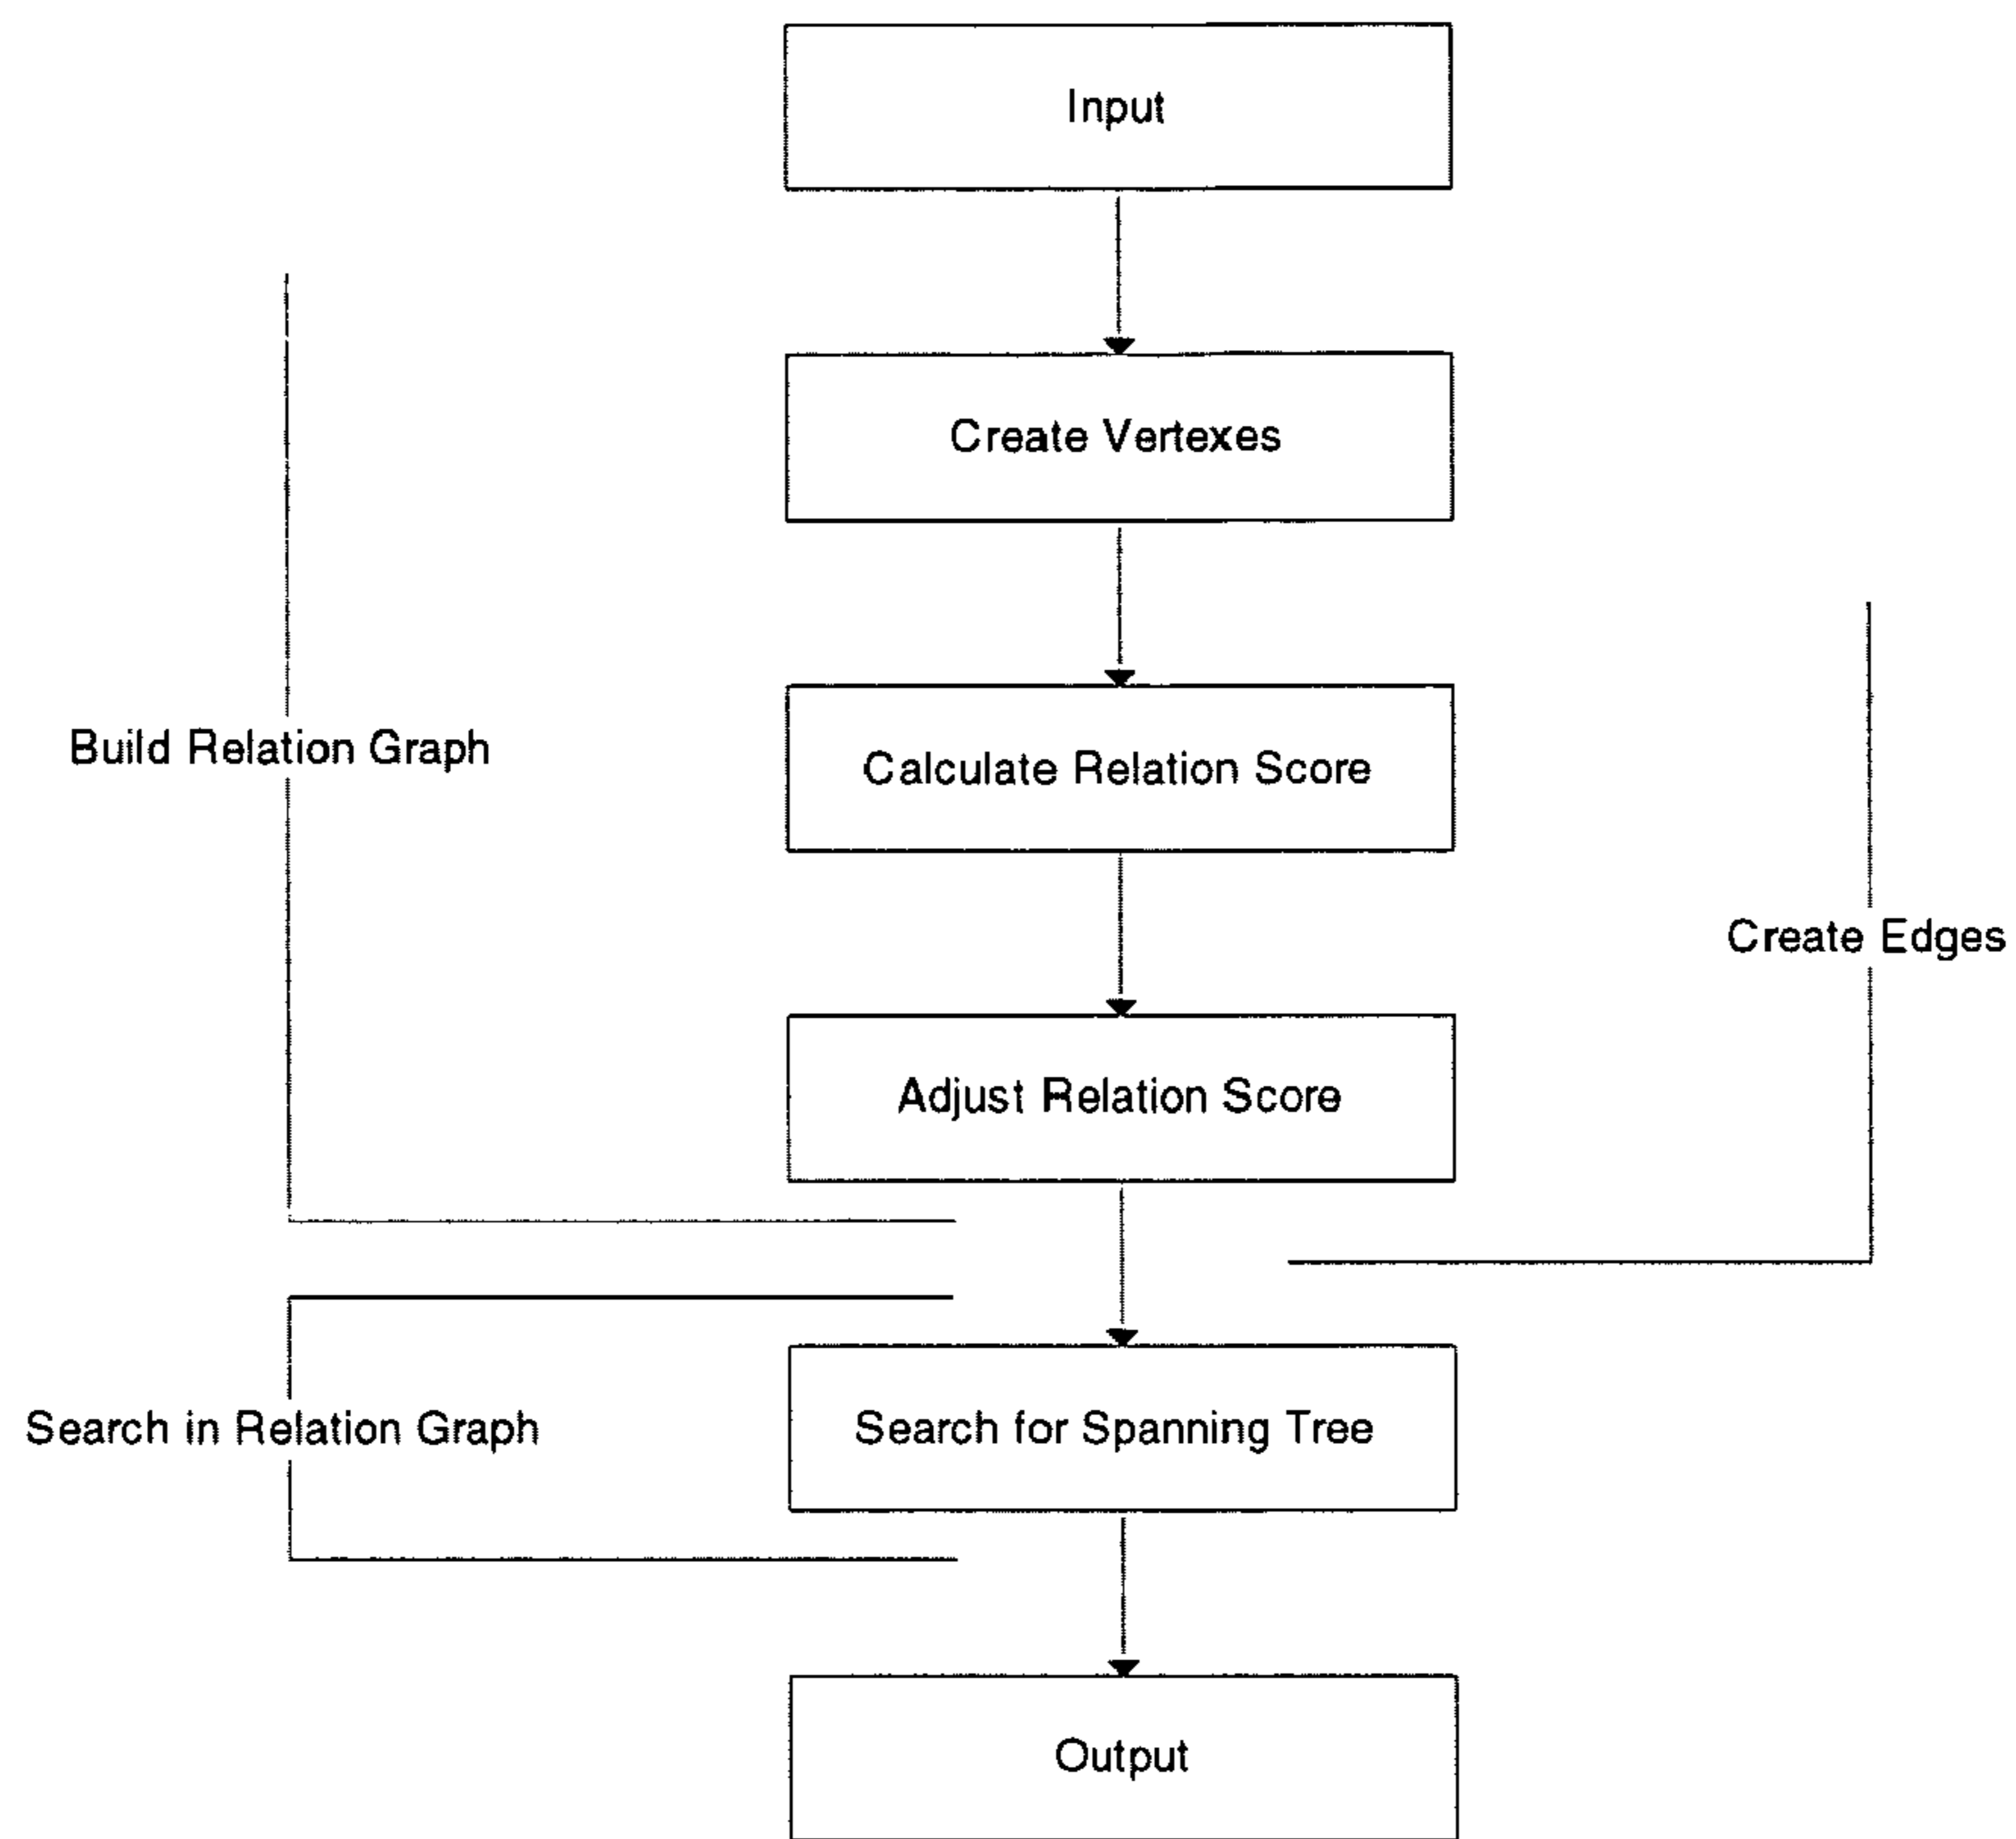 Input
Create Vertexes
Build Relation Graph
Calculate Relation Score
Create Edges
Adjust Relation Score
Search in Relation Graph
Search for Spanning Tree
Output